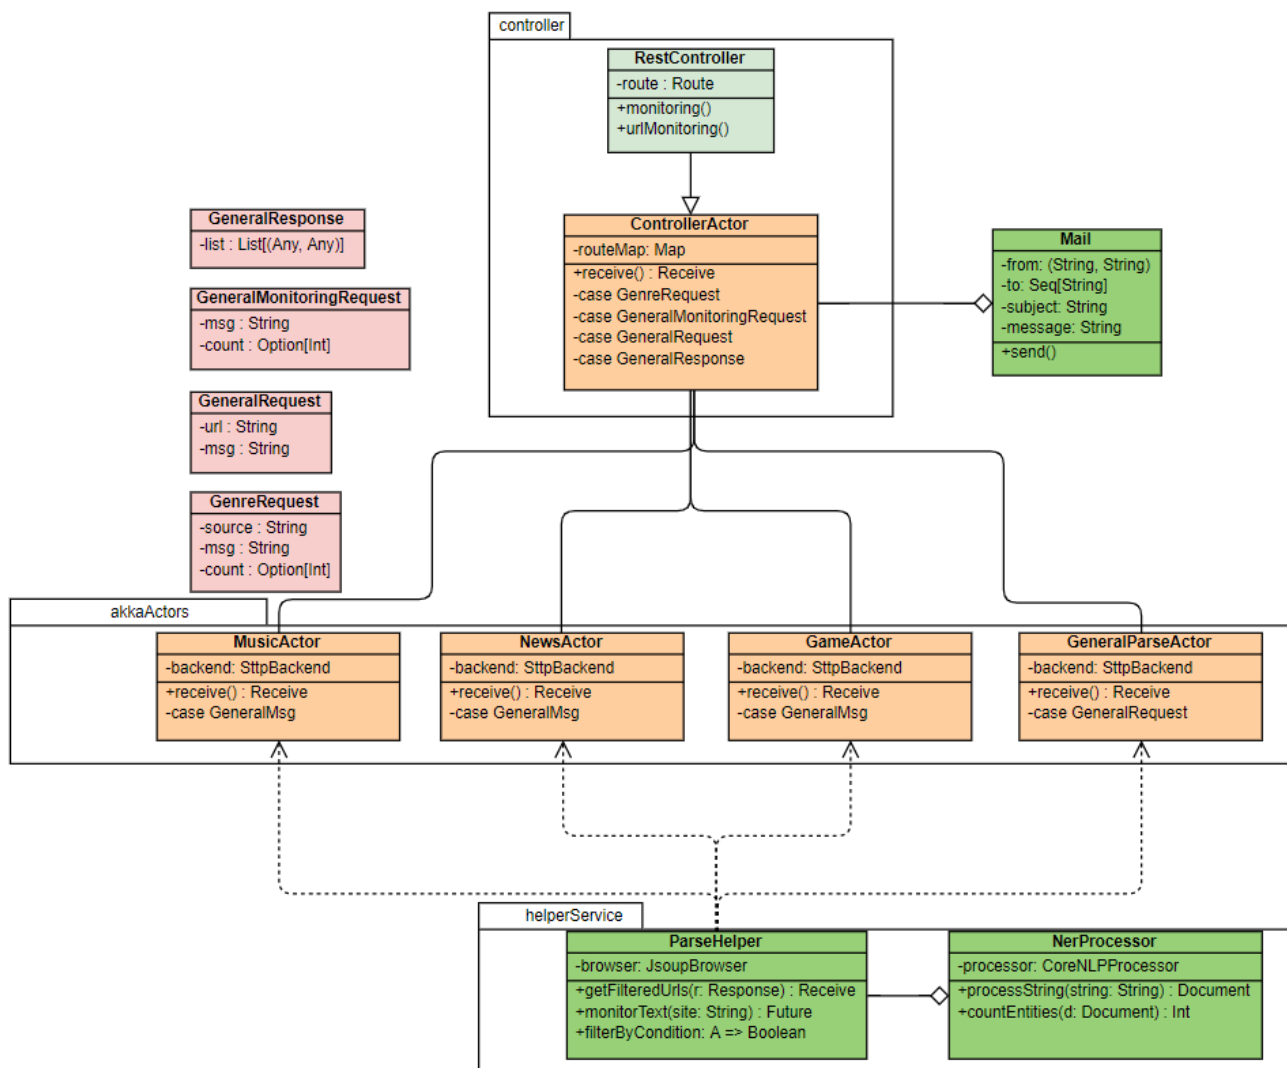 controller
RestController
-route : Route
+monitoring()
+urlMonitoring()
GeneralResponse
-list : List[(Any, Any)]
GeneralMonitoringRequest
-msg : String
-count : Option[Int]
GeneralRequest
-url : String
-msg : String
GenreRequest
-source : String
-msg : String
-count : Option[Int]
ControllerActor
-routeMap: Map
+receive() : Receive
-case GenreRequest
-case GeneralMonitoringRequest
-case GeneralRequest
-case GeneralResponse
Mail
-from: (String, String)
-to: Seq[String]
-subject: String
-message: String
+send()
akkaActors
MusicActor
-backend: SttpBackend
+receive() : Receive
-case GeneralMsg
NewsActor
-backend: SttpBackend
+receive() : Receive
-case GeneralMsg
GameActor
-backend: SttpBackend
+receive() : Receive
-case GeneralMsg
GeneralParseActor
-backend: SttpBackend
+receive() : Receive
-case GeneralRequest
helperService
ParseHelper
-browser: JsoupBrowser
+getFilteredUrls(r: Response) : Receive
+monitorText(site: String) : Future
+filterByCondition: A => Boolean
NerProcessor
-processor: CoreNLPProcessor
+processString(string: String) : Document
+countEntities(d: Document) : Int